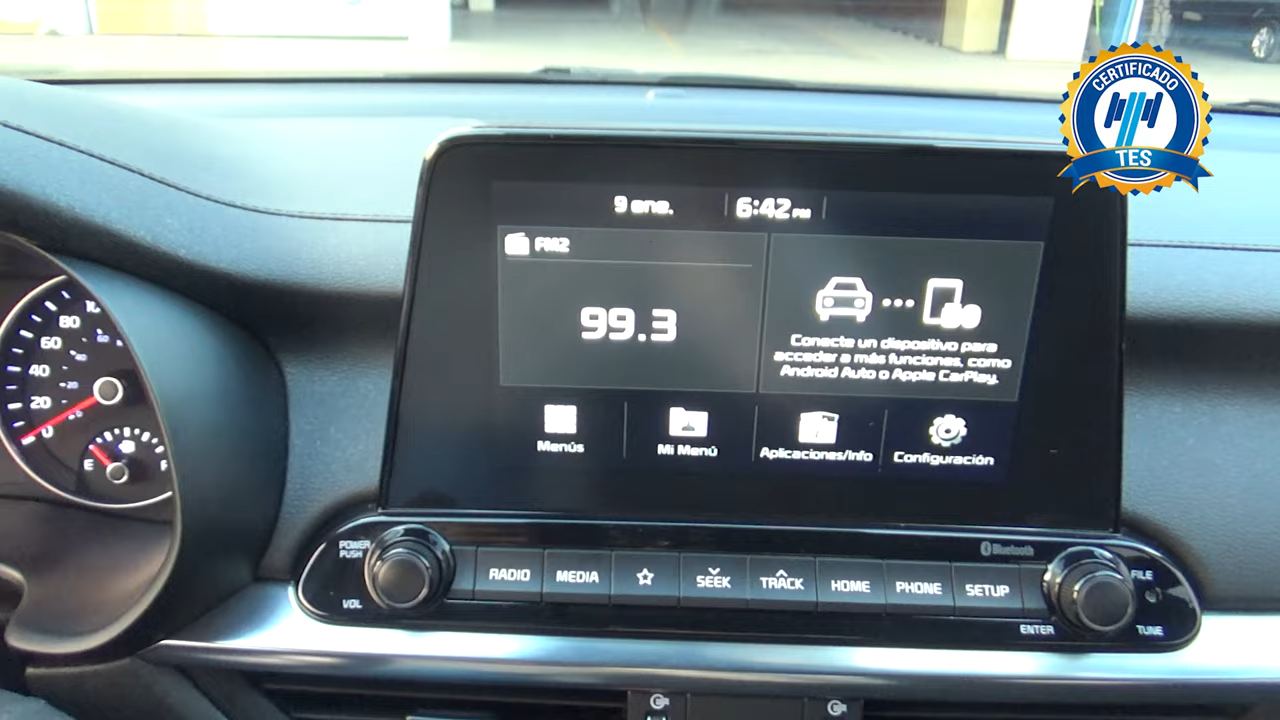 CERTIFICADO
TES
9 ene.
6:42 PM
FM2
99.3
Conecte un dispositivo para
acceder a más funciones, como
Android Auto o Apple CarPlay.
Menús
Mi Menú
Aplicaciones/Info
Configuración
80
60
40
20
0
E
F
POWER
PUSH
VOL
RADIO
MEDIA
SEEK
TRACK
HOME
PHONE
SETUP
Bluetooth
FILE
ENTER
TUNE